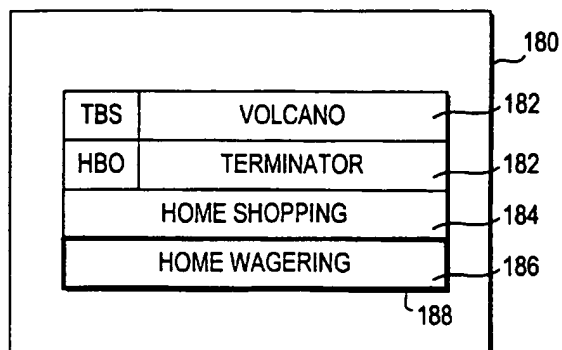 180
TBS VOLCANO 182
HBO TERMINATOR 182
HOME SHOPPING 184
HOME WAGERING 186
188